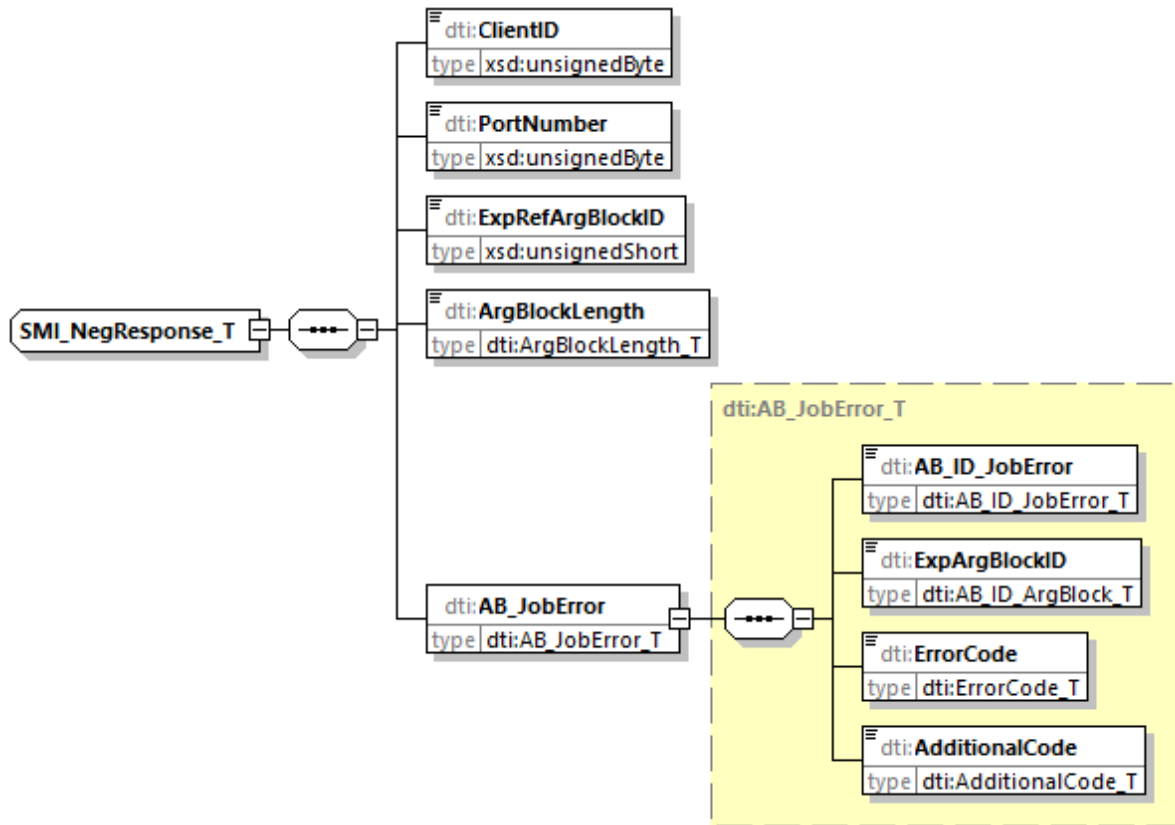 dti:ClientID
type xsd:unsignedByte
dti:PortNumber
type xsd:unsignedByte
dti:ExpRefArgBlockID
type xsd:unsignedShort
SMI_NegResponse_T
dti:ArgBlockLength
type dti:ArgBlockLength_T
dti:AB_JobError
type dti:AB_JobError_T
dti:AB_JobError_T
dti:AB_ID_JobError
type dti:AB_ID_JobError_T
dti:ExpArgBlockID
type dti:AB_ID_ArgBlock_T
dti:ErrorCode
type dti:ErrorCode_T
dti:AdditionalCode
type dti:AdditionalCode_T